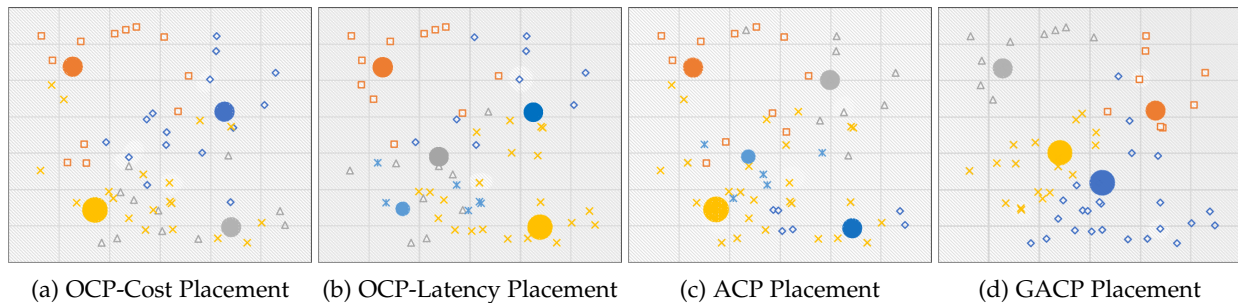 (a) OCP-Cost Placement
(b) OCP-Latency Placement
(c) ACP Placement
(d) GACP Placement